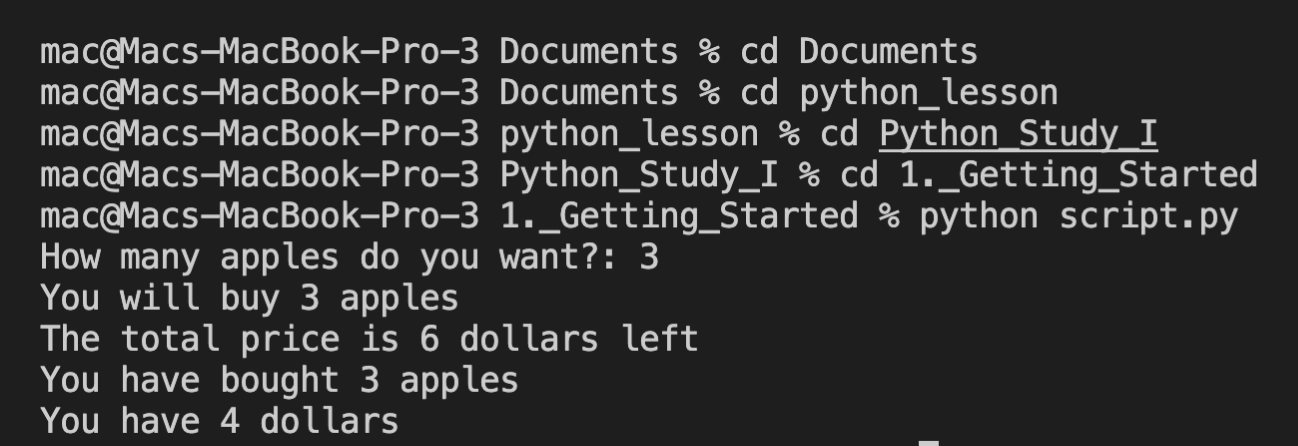 mac@Macs-MacBook-Pro-3 Documents % cd Documents
mac@Macs-MacBook-Pro-3 Documents % cd python_lesson
mac@Macs-MacBook-Pro-3 python_lesson % cd Python_Study_I
mac@Macs-MacBook-Pro-3 Python_Study_I % cd 1._Getting_Started
mac@Macs-MacBook-Pro-3 1._Getting_Started % python script.py
How many apples do you want?: 3
You will buy 3 apples
The total price is 6 dollars left
You have bought 3 apples
You have 4 dollars